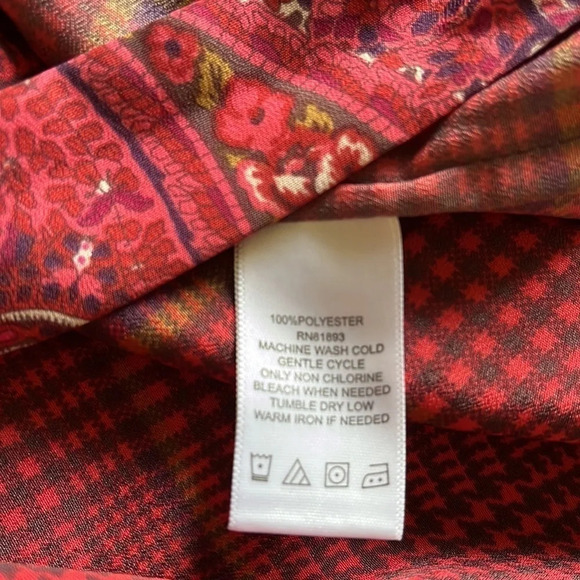 100%POLYESTER
RN81893
MACHINE WASH COLD
GENTLE CYCLE
ONLY NON CHLORINE
BLEACH WHEN NEEDED
TUMBLE DRY LOW
WARM IRON IF NEEDED